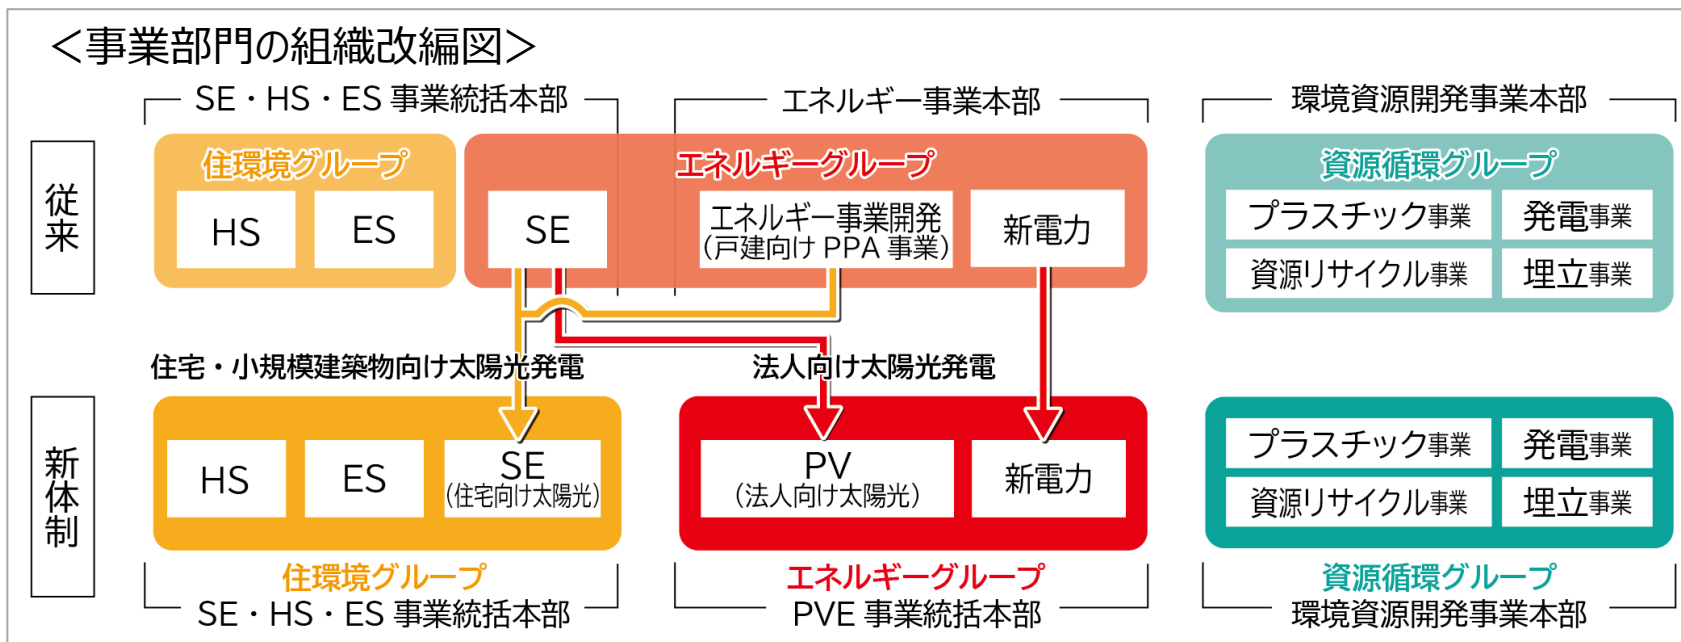 ＜事業部門の組織改編図＞
SE・HS・ES 事業統括本部
エネルギー事業本部
環境資源開発事業本部
従来
住環境グループ
HS
ES
エネルギーグループ
SE
エネルギー事業開発
（戸建向け PPA 事業）
新電力
資源循環グループ
プラスチック事業
発電事業
資源リサイクル事業
埋立事業
住宅・小規模建築物向け太陽光発電
法人向け太陽光発電
新体制
HS
ES
SE
（住宅向け太陽光）
PV
（法人向け太陽光）
新電力
プラスチック事業
発電事業
資源リサイクル事業
埋立事業
住環境グループ
エネルギーグループ
資源循環グループ
SE・HS・ES 事業統括本部
PVE 事業統括本部
環境資源開発事業本部